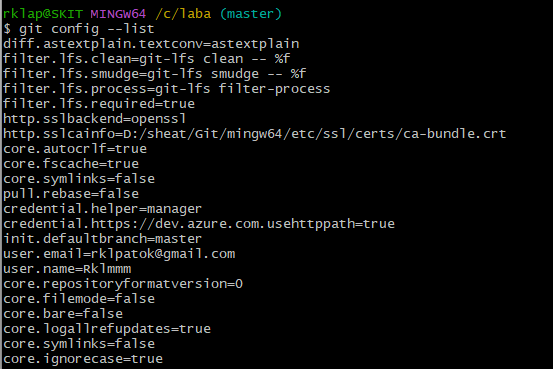 rklap@SKIT MINGW64 /c/laba (master)
$ git config --list
diff.astextplain.textconv=astextplain
filter.lfs.clean=git-lfs clean -- %f
filter.lfs.smudge=git-lfs smudge -- %f
filter.lfs.process=git-lfs filter-process
filter.lfs.required=true
http.sslbackend=openssl
http.sslcainfo=D:/sheat/Git/mingw64/etc/ssl/certs/ca-bundle.crt
core.autocrlf=true
core.fscache=true
core.symlinks=false
pull.rebase=false
credential.helper=manager
credential.https://dev.azure.com.usehttppath=true
init.defaultbranch=master
user.email=rklpatok@gmail.com
user.name=Rklmmm
core.repositoryformatversion=0
core.filemode=false
core.bare=false
core.logallrefupdates=true
core.symlinks=false
core.ignorecase=true